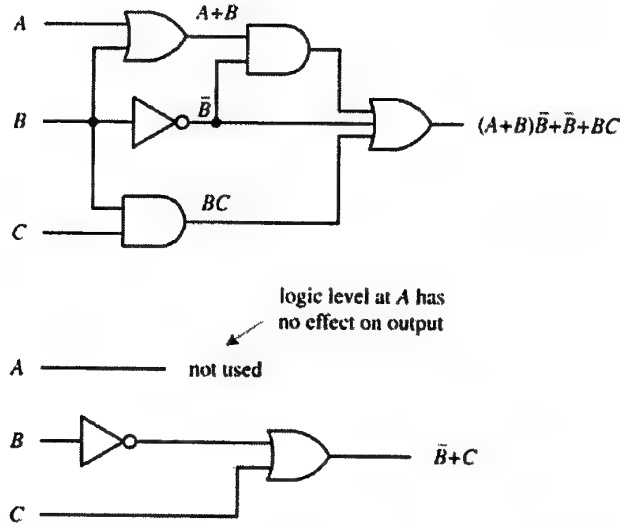 A
A+B
B
B̄
(A+B)B̄+B̄+BC
BC
C
logic level at A has
no effect on output
A
not used
B
B̄+C
C